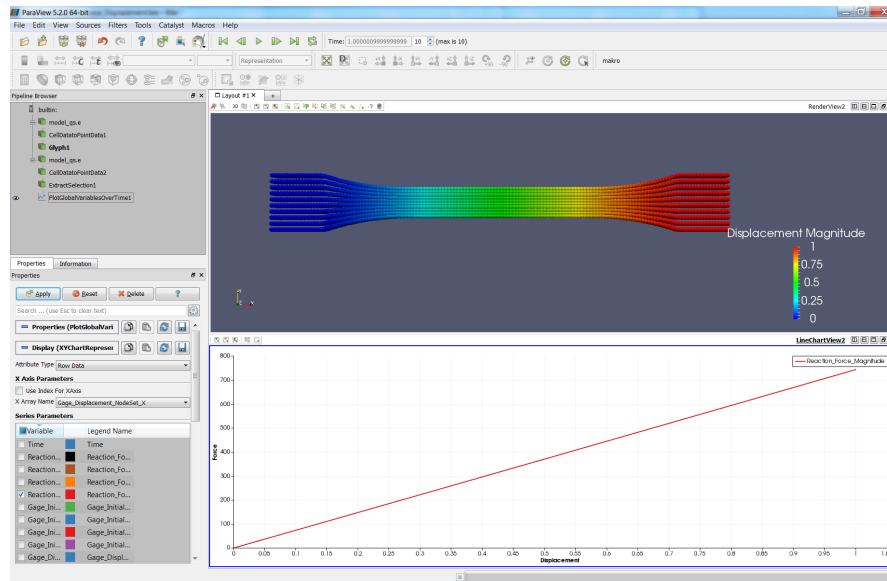 ParaView 5.2.0 64-bit
File Edit View Sources Filters Tools Catalyst Macros Help
Time: 1.0000809999999999 10 (max is 10)
Representation
makro
Pipeline Browser
Layout #1
builtin:
model_qs.e
CellDatatoPointData1
Glyph1
model_qs.e
CellDatatoPointData2
ExtractSelection1
PlotGlobalVariablesOverTime1
3D
RenderView2
Displacement Magnitude
1
0.75
0.5
0.25
0
Properties Information
Properties
Apply Reset Delete ?
Search ... (use Esc to clear text)
Properties (PlotGlobalVari
Display (XYChartRepreser
Attribute Type Row Data
X Axis Parameters
Use Index For XAxis
X Array Name Gage_Displacement_NodeSet_X
Series Parameters
Variable Legend Name
Time Time
Reaction... Reaction_Fo...
Reaction... Reaction_Fo...
Reaction... Reaction_Fo...
Reaction... Reaction_Fo...
Gage_Ini... Gage_Initial...
Gage_Ini... Gage_Initial...
Gage_Ini... Gage_Initial...
Gage_Ini... Gage_Initial...
Gage_Di... Gage_Displ...
LineChartView2
Reaction_Force_Magnitude
800
700
600
500
400
300
200
100
0
Force
0 0.05 0.1 0.15 0.2 0.25 0.3 0.35 0.4 0.45 0.5 0.55 0.6 0.65 0.7 0.75 0.8 0.85 0.9 0.95 1
Displacement